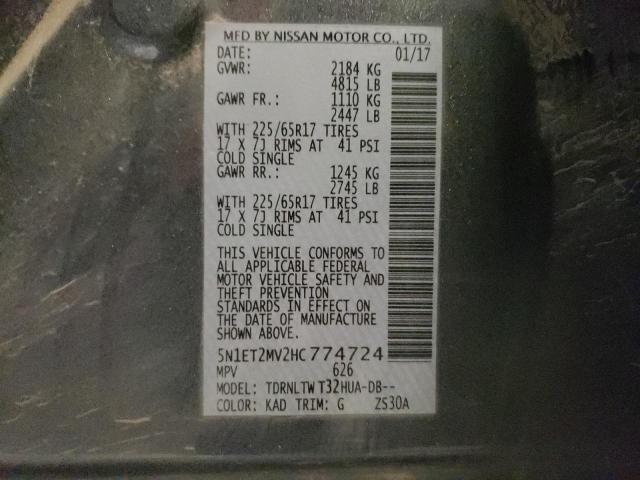 MFD BY NISSAN MOTOR CO., LTD.
DATE: 01/17
GVWR: 2184 KG
4815 LB
GAWR FR.: 1110 KG
2447 LB
WITH 225/65R17 TIRES
17 X 7J RIMS AT 41 PSI
COLD SINGLE
GAWR RR.: 1245 KG
2745 LB
WITH 225/65R17 TIRES
17 X 7J RIMS AT 41 PSI
COLD SINGLE
THIS VEHICLE CONFORMS TO
ALL APPLICABLE FEDERAL
MOTOR VEHICLE SAFETY AND
THEFT PREVENTION
STANDARDS IN EFFECT ON
THE DATE OF MANUFACTURE
SHOWN ABOVE.
5N1ET2MV2HC774724
MPV 626
MODEL: TDRNLTW T32HUA-DB--
COLOR: KAD TRIM: G ZS30A